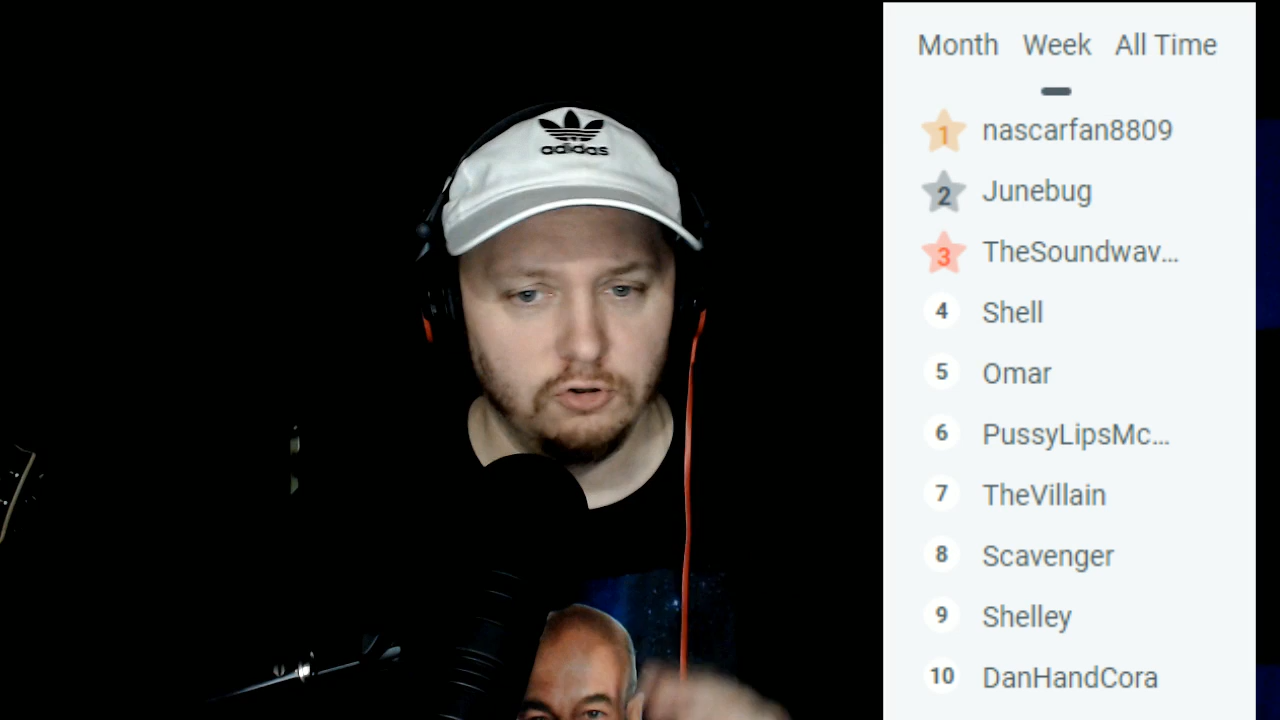 adidas
Month Week All Time
1 nascarfan8809
2 Junebug
3 TheSoundwav...
4 Shell
5 Omar
6 PussyLipsMc...
7 TheVillain
8 Scavenger
9 Shelley
10 DanHandCora